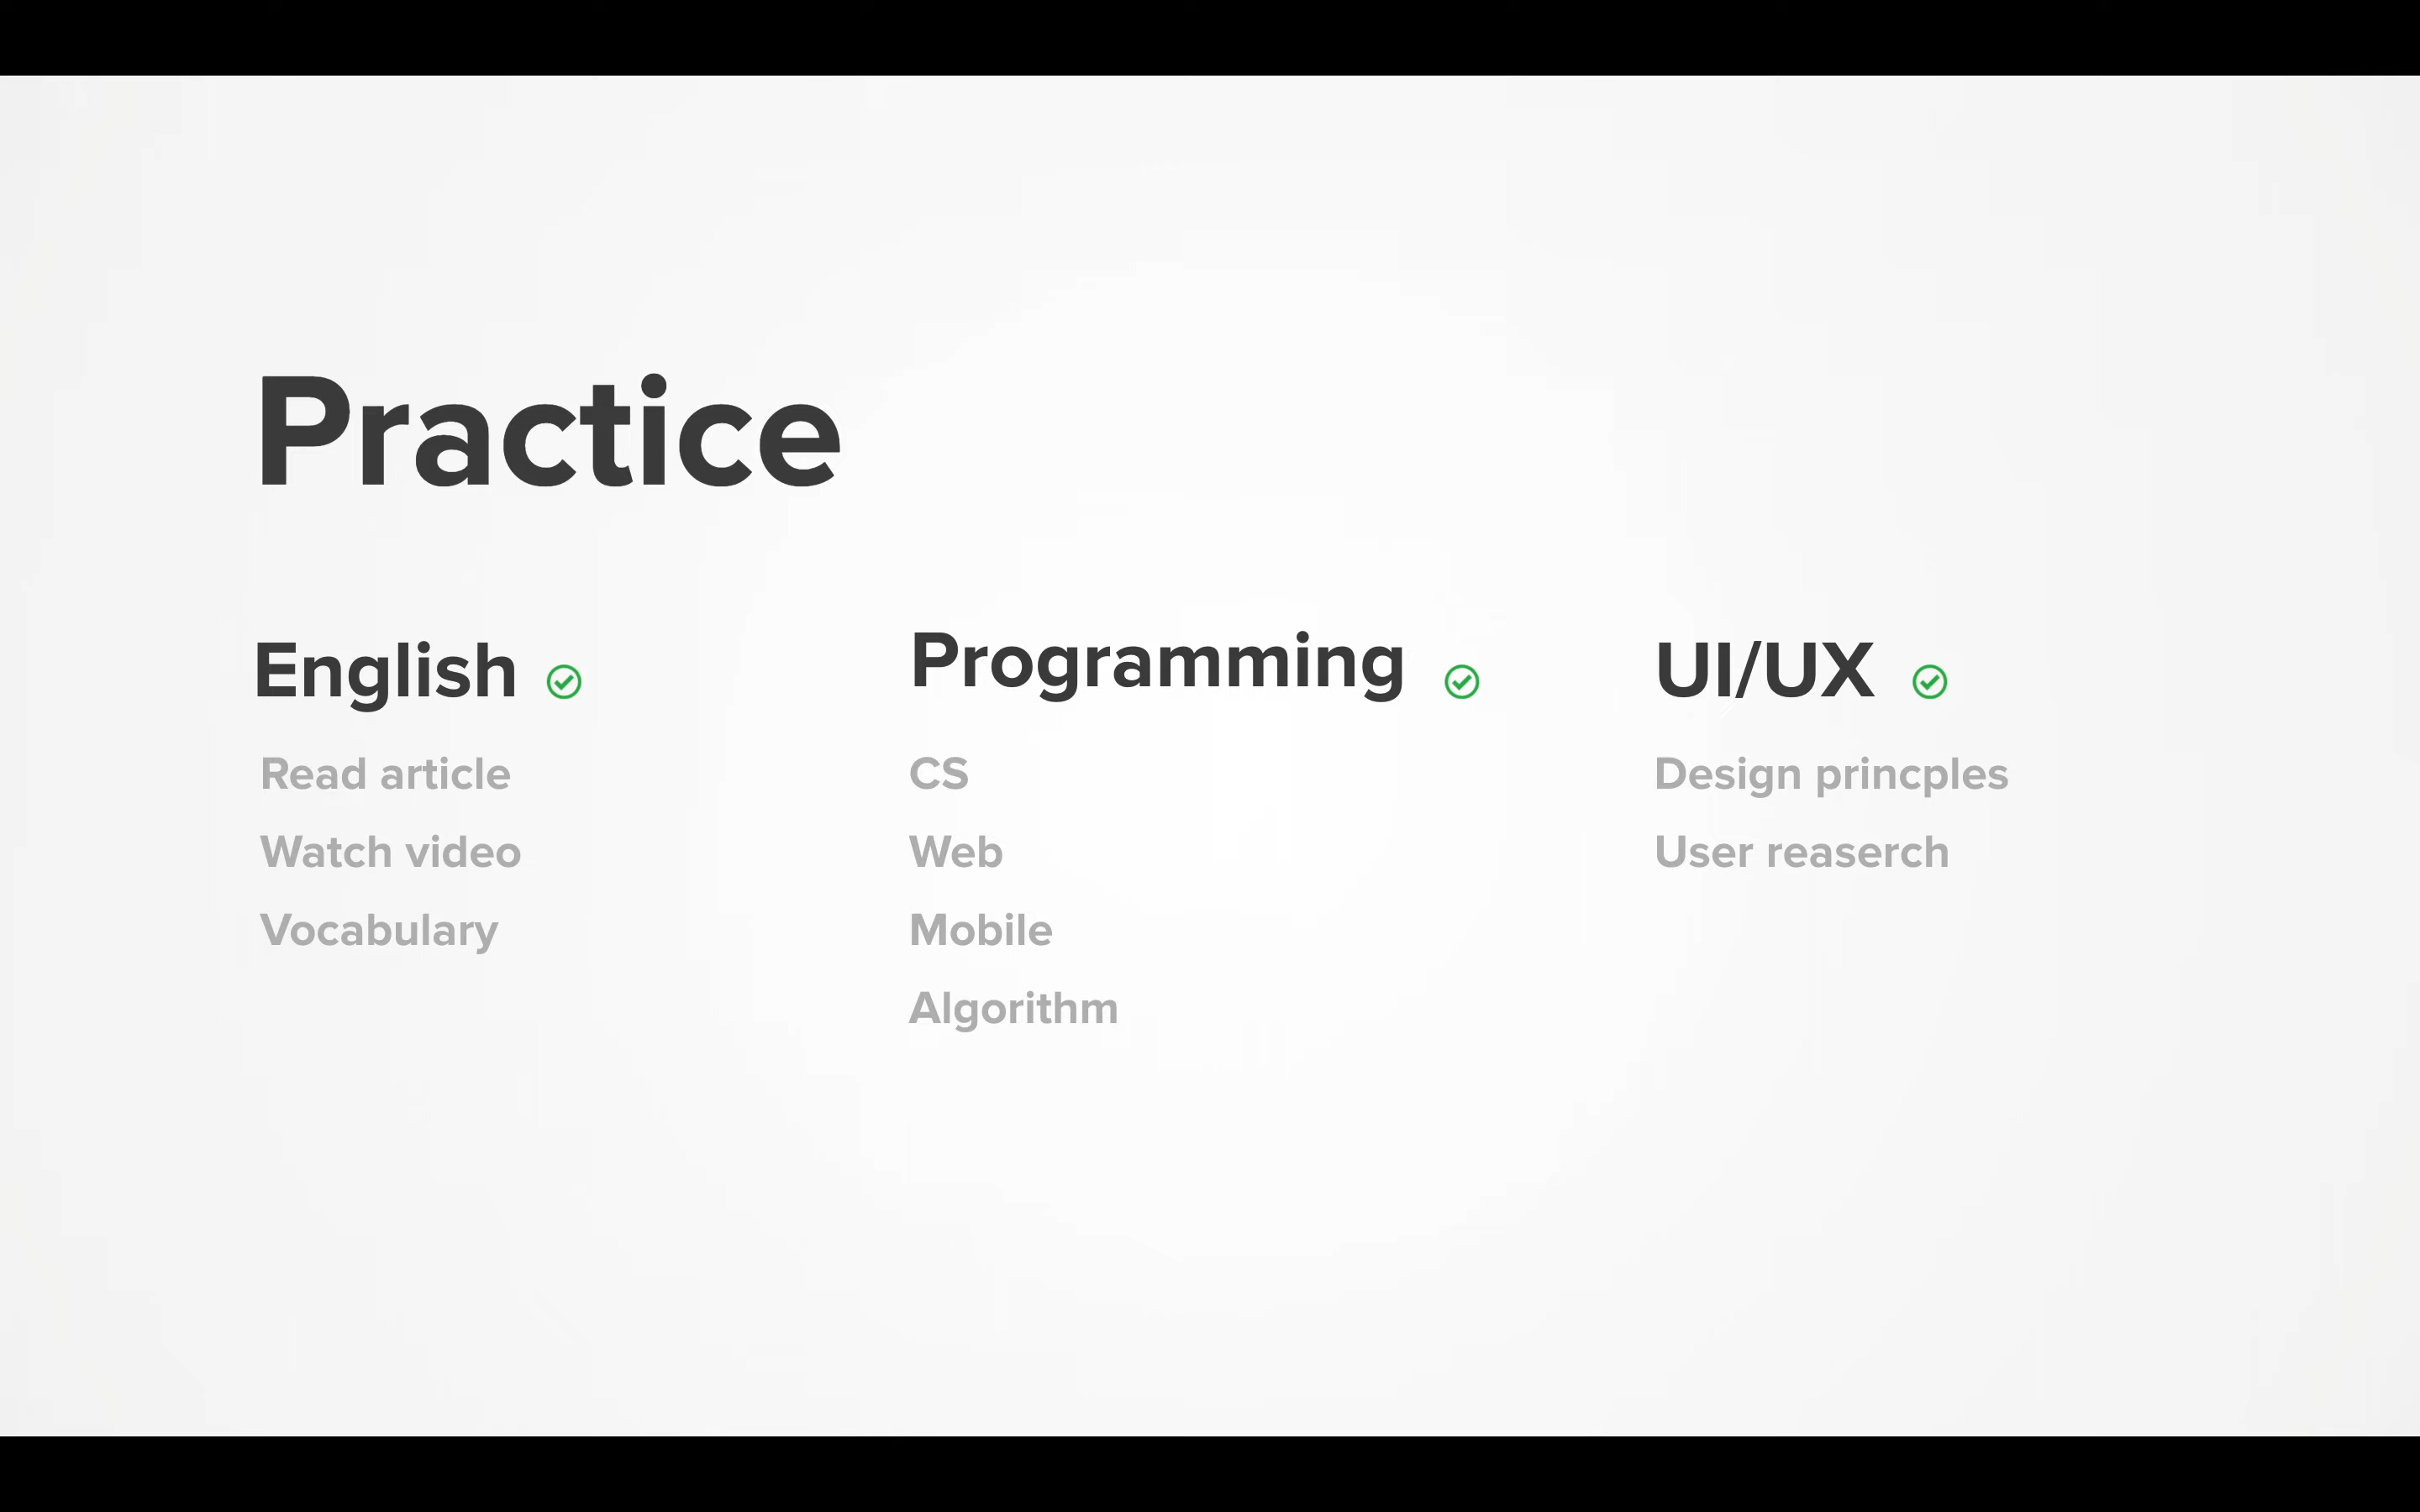 Practice
English
Read article
Watch video
Vocabulary
Programming
CS
Web
Mobile
Algorithm
UI/UX
Design princples
User reaserch